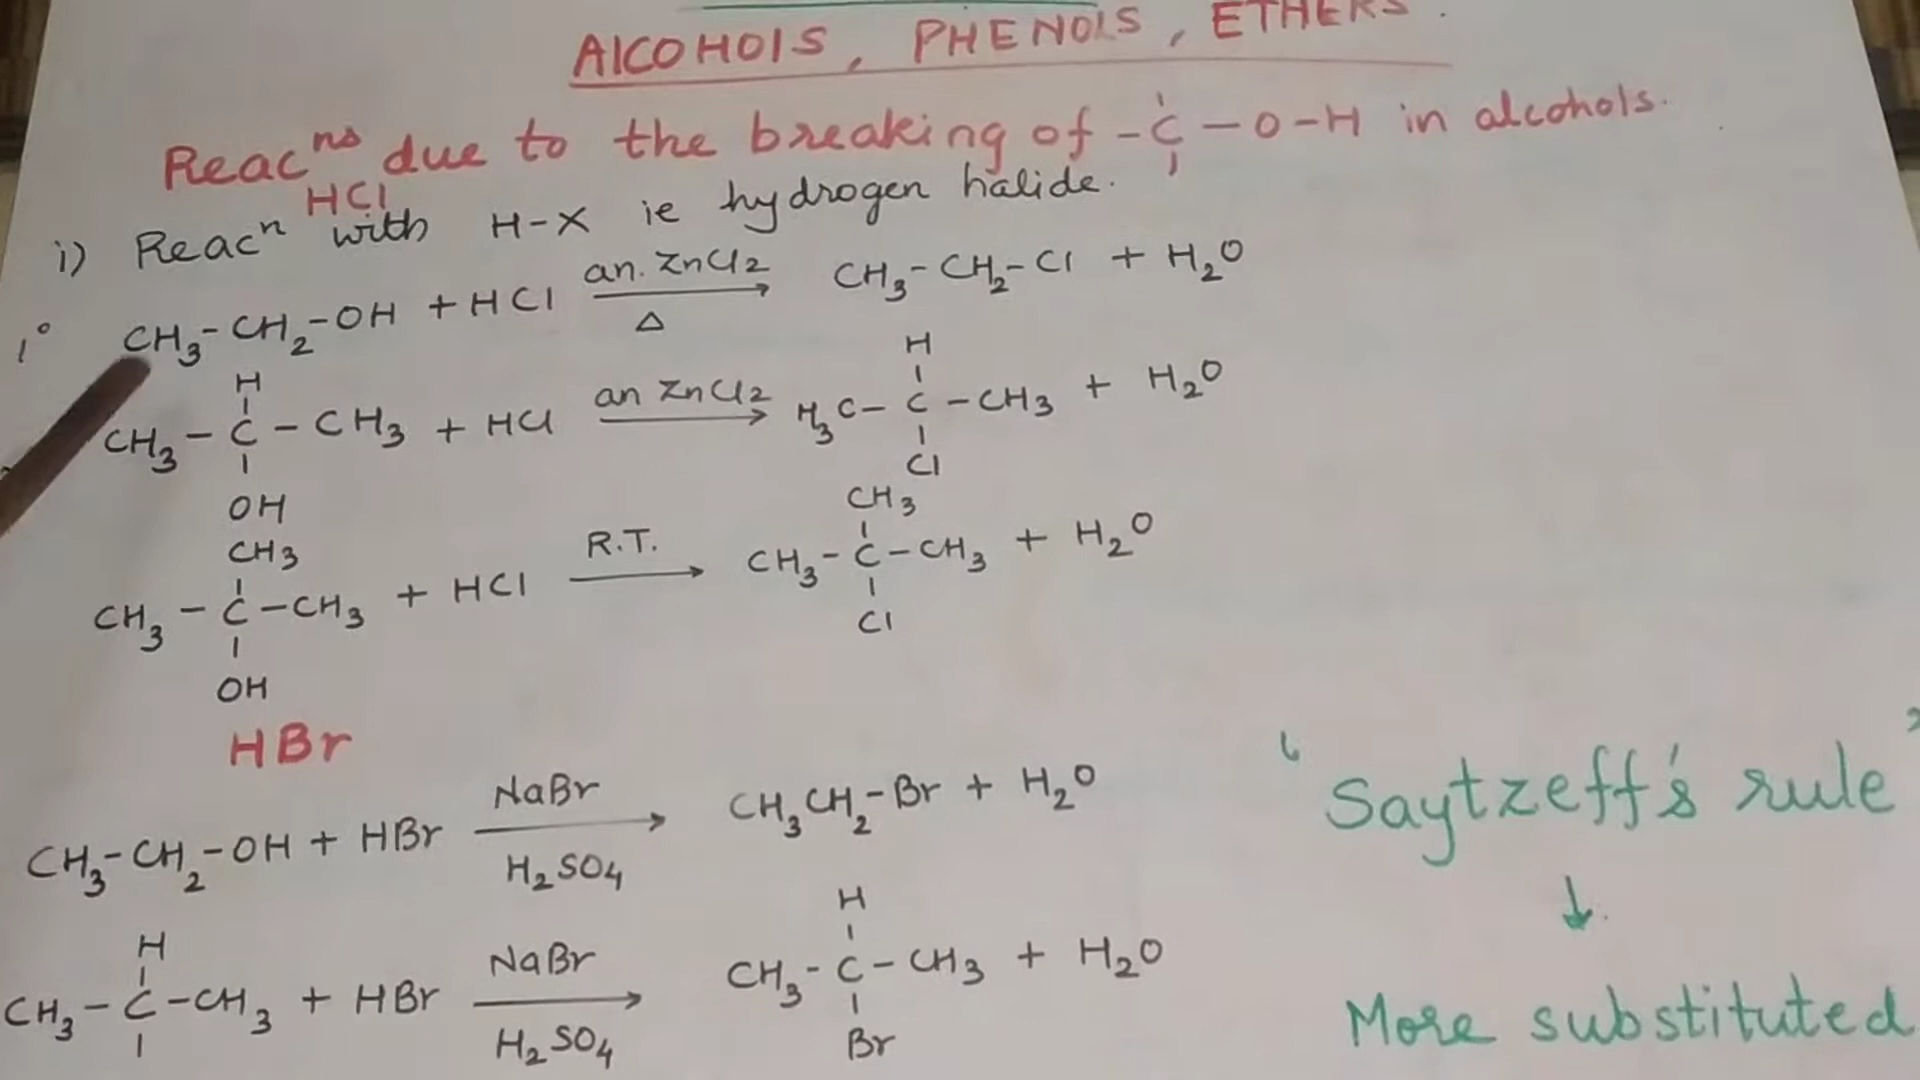 ALCOHOLS, PHENOLS, ETHERS.
Reacns due to the breaking of -C-O-H in alcohols.
HCl
i) Reacn with H-X ie hydrogen halide.
1° CH3-CH2-OH + HCl an. ZnCl2 → Δ CH3-CH2-Cl + H2O
H H
CH3-C-CH3 + HCl an ZnCl2 → H3C-C-CH3 + H2O
OH Cl
CH3 CH3
CH3-C-CH3 + HCl R.T. → CH3-C-CH3 + H2O
OH Cl
HBr
CH3-CH2-OH + HBr NaBr → H2SO4 CH3CH2-Br + H2O
H H
CH3-C-CH3 + HBr NaBr → H2SO4 CH3-C-CH3 + H2O
Br
'Saytzeff's rule'
↓
More substituted